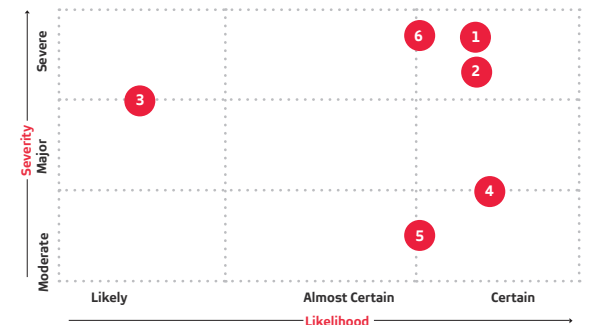 Severity
Severe
Major
Moderate
6
1
2
3
4
5
Likely
Almost Certain
Certain
Likelihood